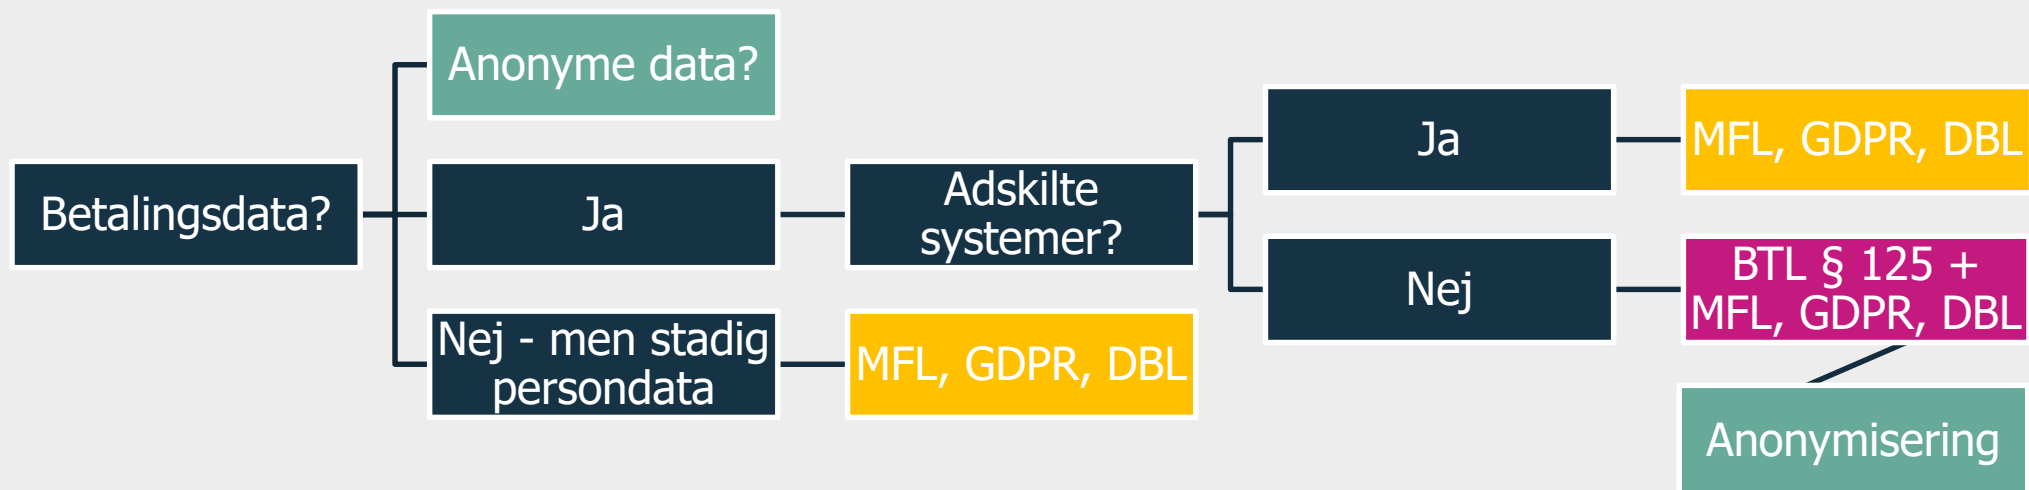 Anonyme data?
Betalingsdata?
Ja
Adskilte
systemer?
Ja
MFL, GDPR, DBL
Nej
BTL § 125 +
MFL, GDPR, DBL
Nej - men stadig
persondata
MFL, GDPR, DBL
Anonymisering